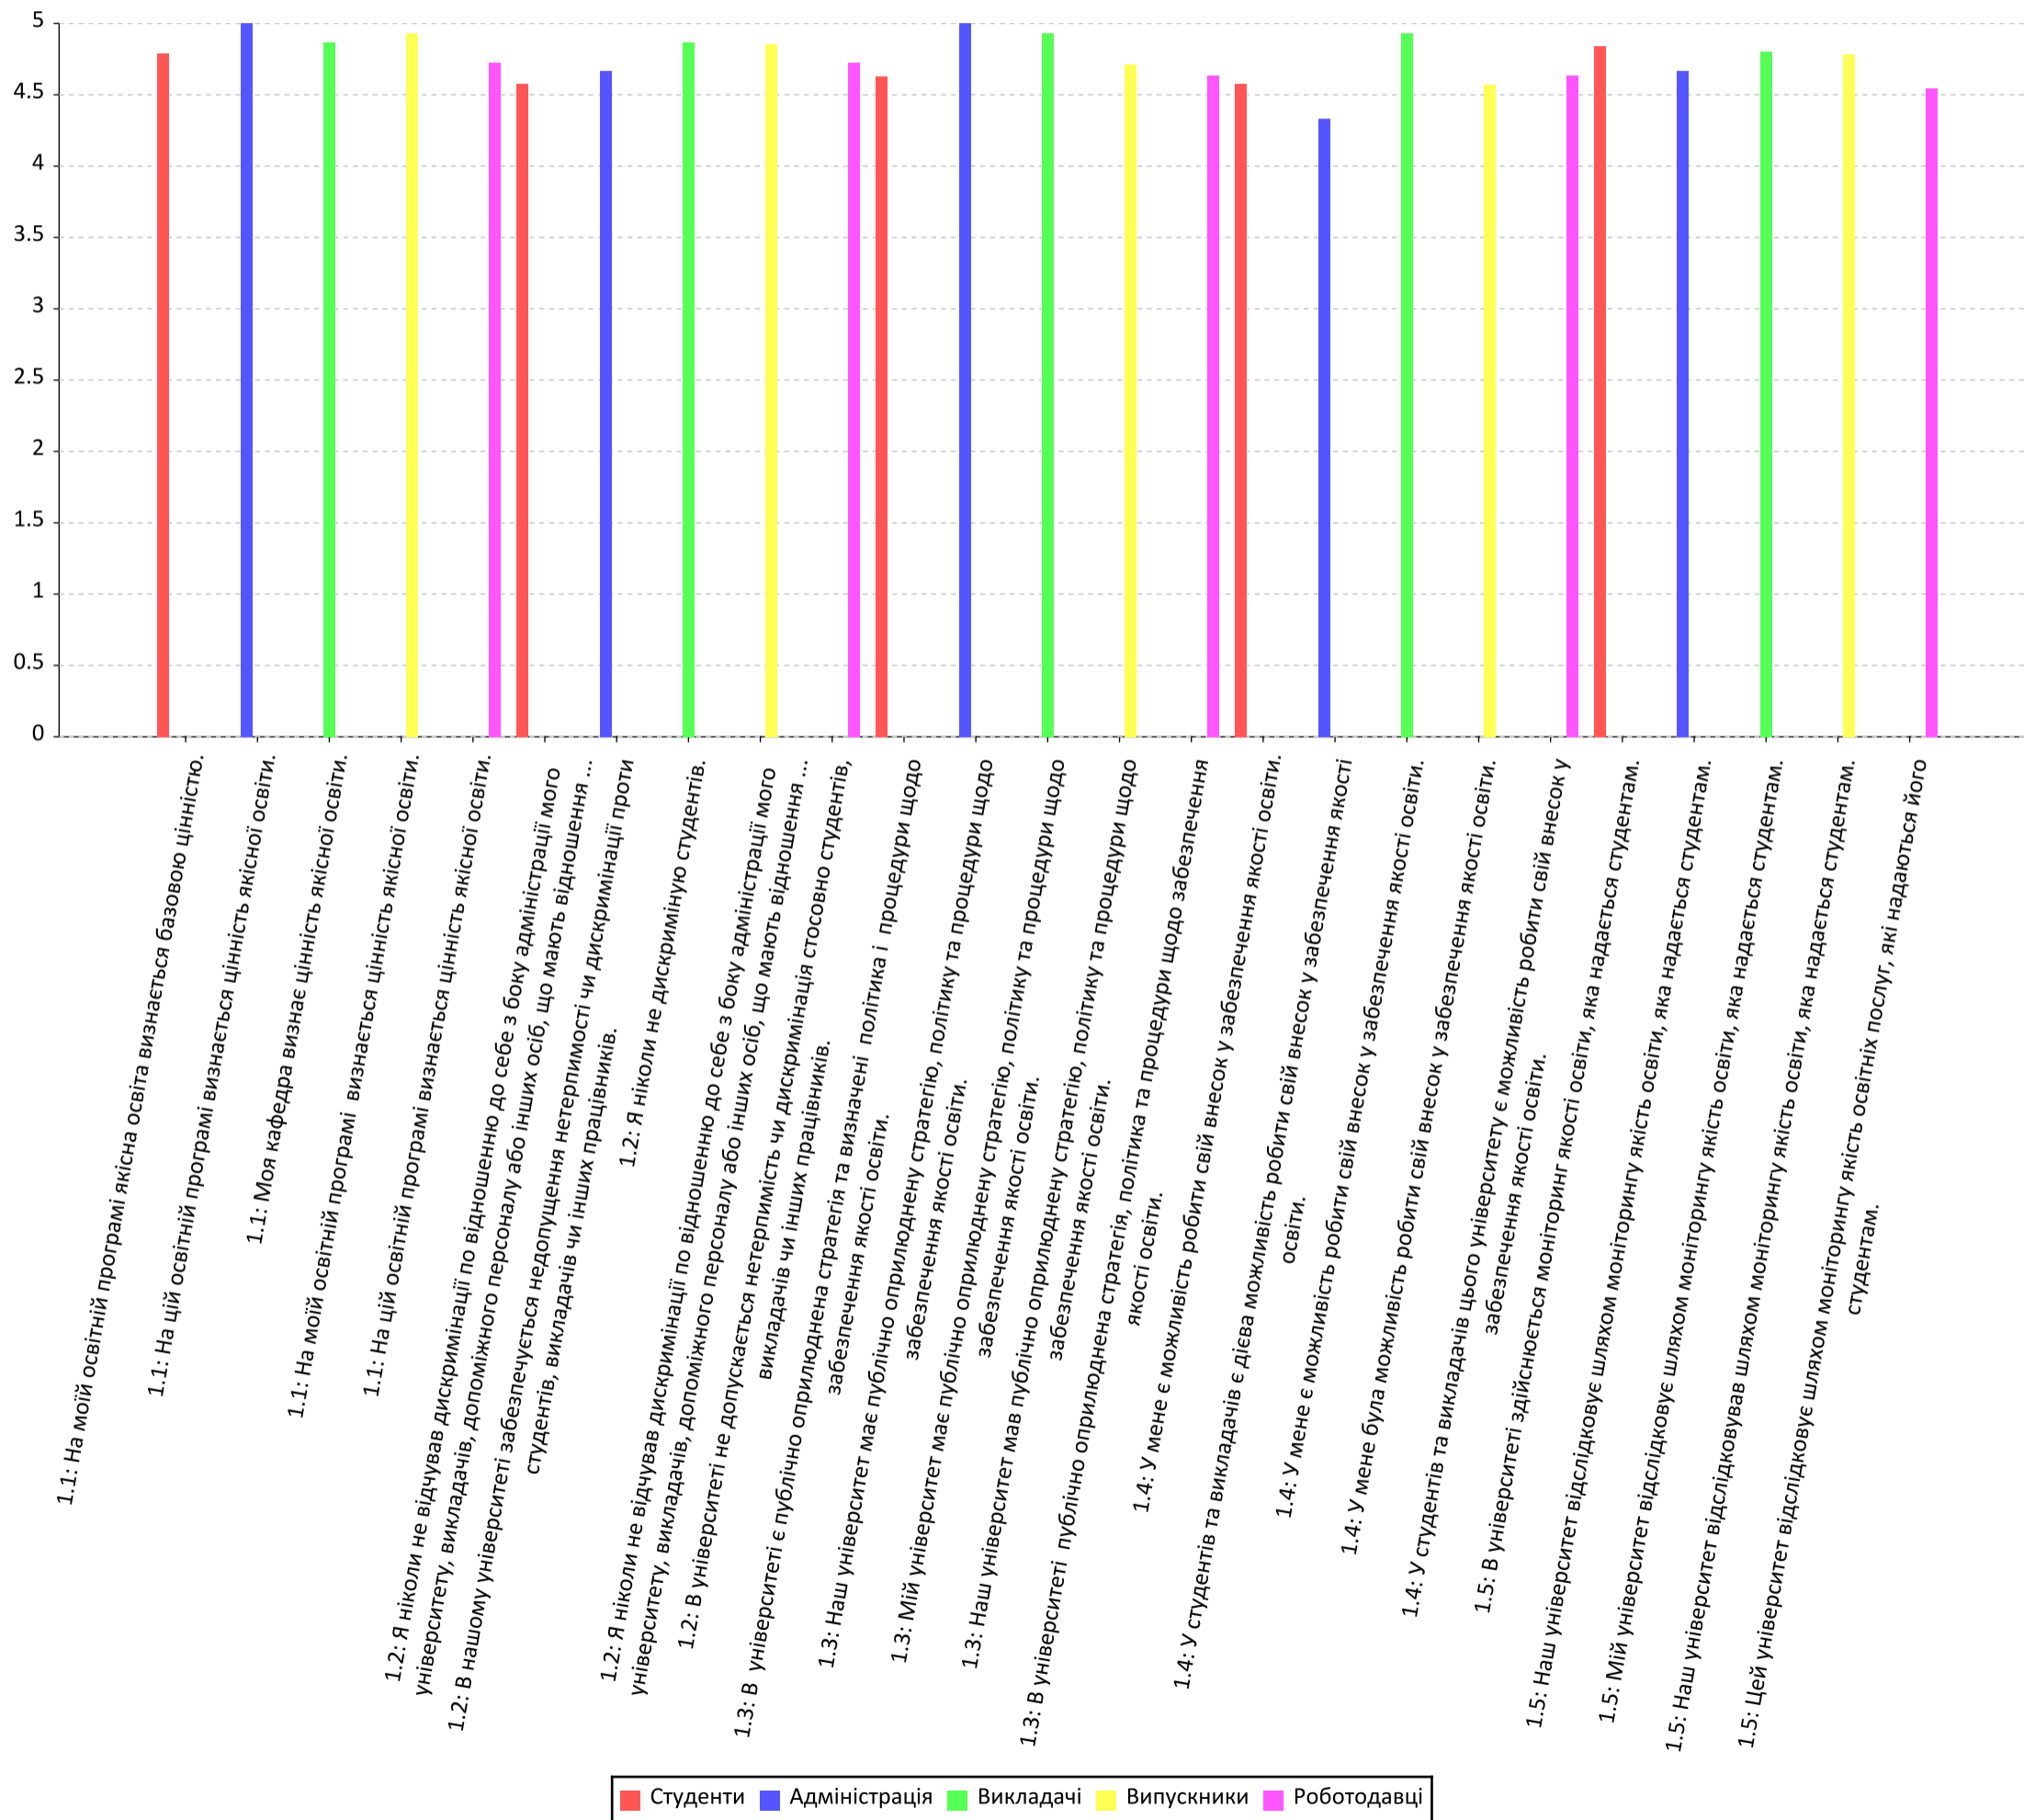 5
4.5
4
3.5
3
2.5
2
1.5
1
0.5
0
1.1: На моїй освітній програмі якісна освіта визнається базовою цінністю.
1.1: На цій освітній програмі визнається цінність якісної освіти.
1.1: Моя кафедра визнає цінність якісної освіти.
1.1: На моїй освітній програмі визнається цінність якісної освіти.
1.1: На цій освітній програмі визнається цінність якісної освіти.
1.2: Я ніколи не відчував дискримінації по відношенню до себе з боку адміністрації мого
університету, викладачів, допоміжного персоналу або інших осіб, що мають відношення ...
1.2: В нашому університеті забезпечується недопущення нетерпимості чи дискримінації проти
студентів, викладачів чи інших працівників.
1.2: Я ніколи не дискриміную студентів.
1.2: Я ніколи не відчував дискримінації по відношенню до себе з боку адміністрації мого
університету, викладачів, допоміжного персоналу або інших осіб, що мають відношення ...
1.2: В університеті не допускається нетерпимість чи дискримінація стосовно студентів,
викладачів чи інших працівників.
1.3: В університеті є публічно оприлюднена стратегія та визначені політика і процедури щодо
забезпечення якості освіти.
1.3: Наш університет має публічно оприлюднену стратегію, політику та процедури щодо
забезпечення якості освіти.
1.3: Мій університет має публічно оприлюднену стратегію, політику та процедури щодо
забезпечення якості освіти.
1.3: Наш університет мав публічно оприлюднену стратегію, політику та процедури щодо
забезпечення якості освіти.
1.3: В університеті публічно оприлюднена стратегія, політика та процедури щодо забезпечення
якості освіти.
1.4: У мене є можливість робити свій внесок у забезпечення якості освіти.
1.4: У студентів та викладачів є дієва можливість робити свій внесок у забезпечення якості
освіти.
1.4: У мене є можливість робити свій внесок у забезпечення якості освіти.
1.4: У мене була можливість робити свій внесок у забезпечення якості освіти.
1.4: У студентів та викладачів цього університету є можливість робити свій внесок у
забезпечення якості освіти.
1.5: В університеті здійснюється моніторинг якості освіти, яка надається студентам.
1.5: Наш університет відслідковує шляхом моніторингу якість освіти, яка надається студентам.
1.5: Мій університет відслідковує шляхом моніторингу якість освіти, яка надається студентам.
1.5: Наш університет відслідковував шляхом моніторингу якість освіти, яка надається студентам.
1.5: Цей університет відслідковує шляхом моніторингу якість освітніх послуг, які надаються його
студентам.
Студенти Адміністрація Викладачі Випускники Роботодавці